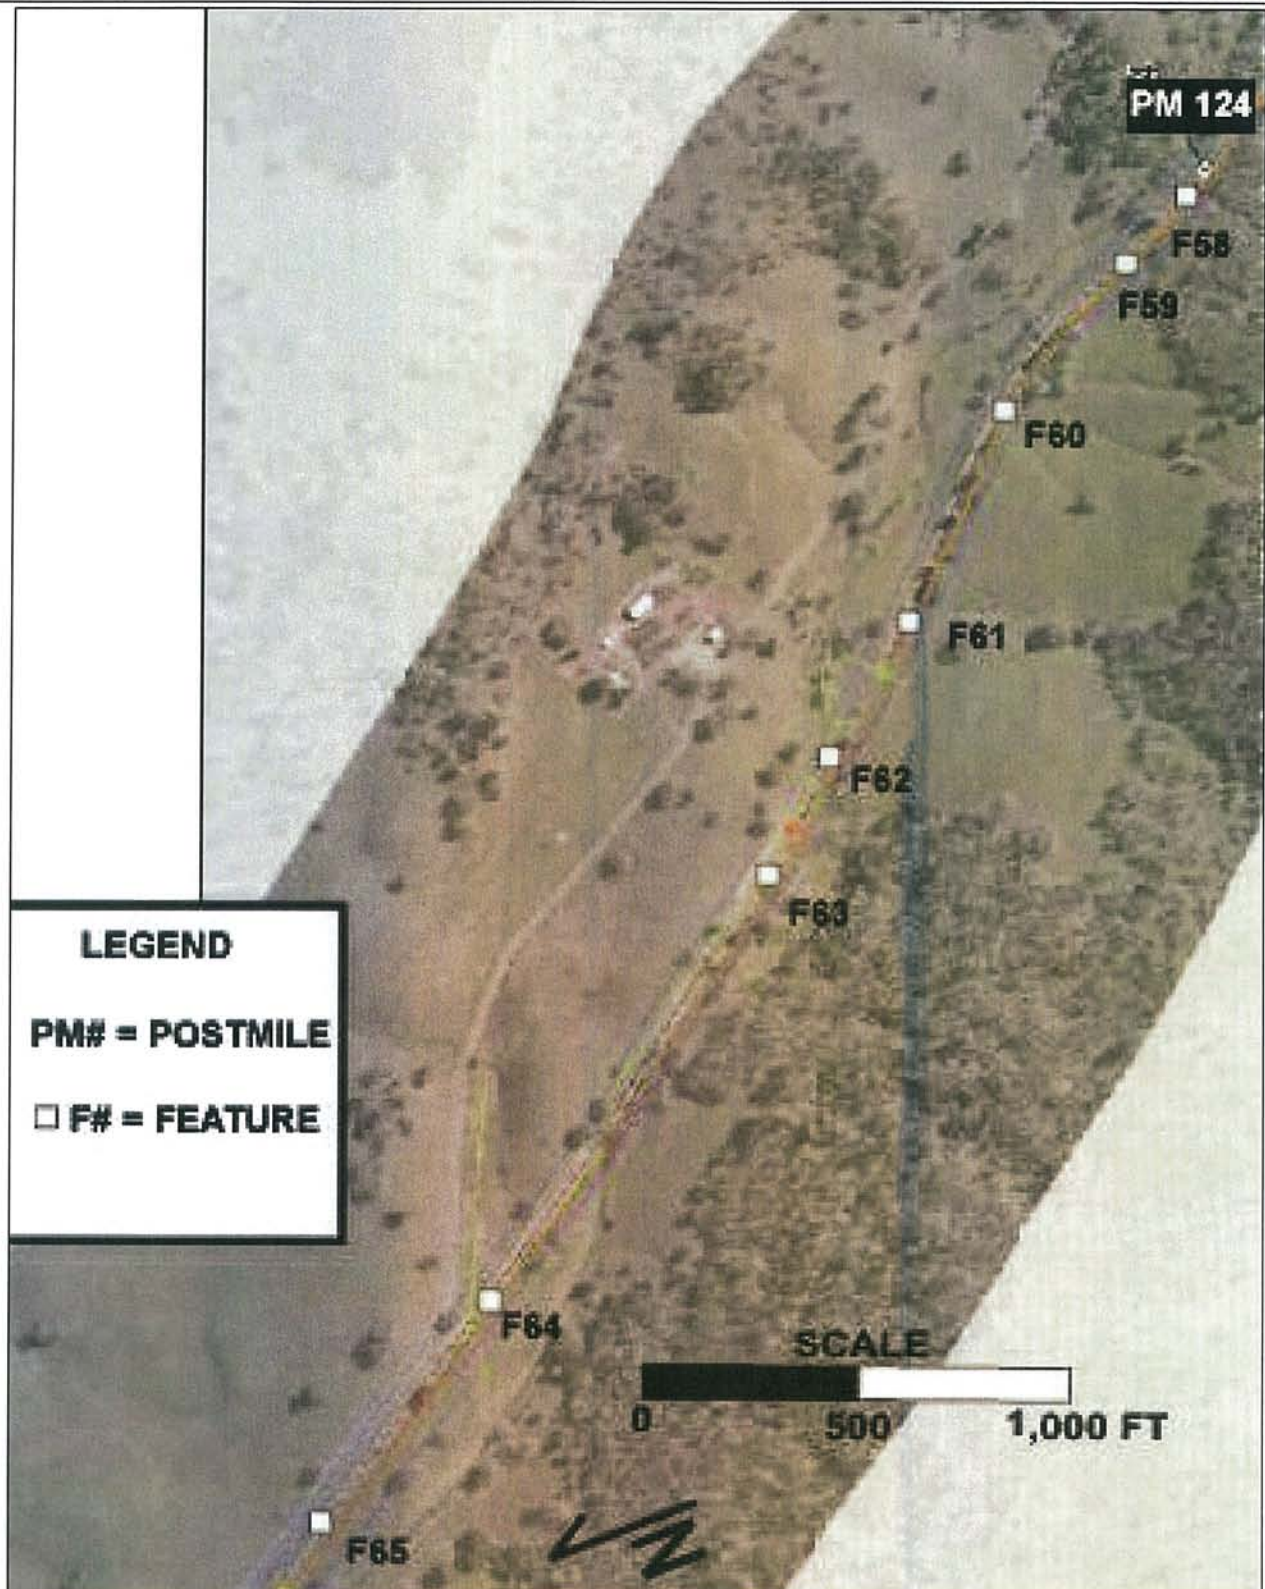 PM 124
F58
F59
F60
F61
F62
F63
LEGEND
PM# = POSTMILE
□ F# = FEATURE
F64
SCALE
0 500 1,000 FT
F65
N